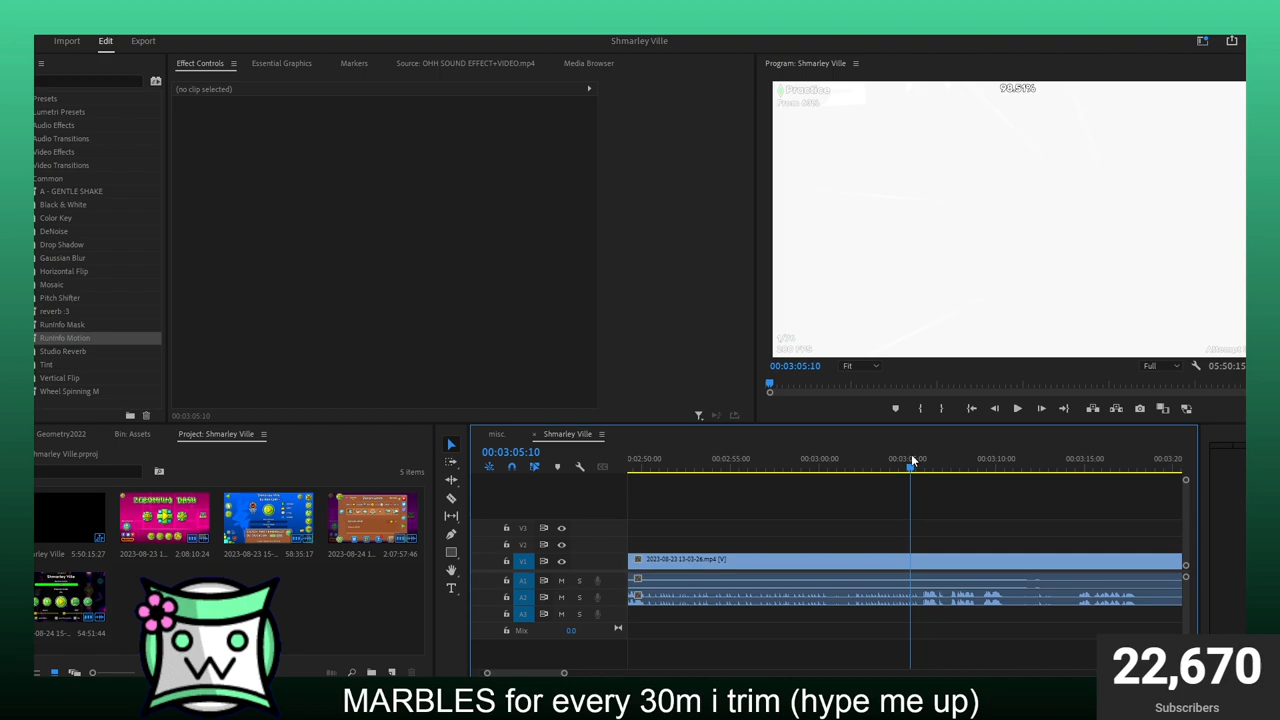 Import Edit Export
Shmarley Ville
Effect Controls
Essential Graphics
Markers
Source: OHH SOUND EFFECT+VIDEO.mp4
Media Browser
Program: Shmarley Ville
(no clip selected)
Presets
Lumetri Presets
Audio Effects
Audio Transitions
Video Effects
Video Transitions
Common
A - GENTLE SHAKE
Black & White
Color Key
DeNoise
Drop Shadow
Gaussian Blur
Horizontal Flip
Mosaic
Pitch Shifter
reverb :3
RunInfo Mask
RunInfo Motion
Studio Reverb
Tint
Vertical Flip
Wheel Spinning M
00:03:05:10
Practice
98.51%
200 FPS
Attempt
00:03:05:10
Fit
Full
05:50:15
Geometry2022
Bin: Assets
Project: Shmarley Ville
Shmarley Ville.prproj
5 items
Ville
5:50:15:27
2023-08-23 1...
2:08:10:24
2023-08-23 15-...
58:35:17
2023-08-24 1...
2:07:57:46
-08-24 15-...
54:51:44
misc.
Shmarley Ville
00:03:05:10
0:02:50:00
00:02:55:00
00:03:00:00
00:03:10:00
00:03:15:00
00:03:20
V3
V2
V1
2023-08-23 13-03-26.mp4 [V]
A1 M S
A2 M S
A3 M S
Mix 0.0
22,670
Subscribers
MARBLES for every 30m i trim (hype me up)